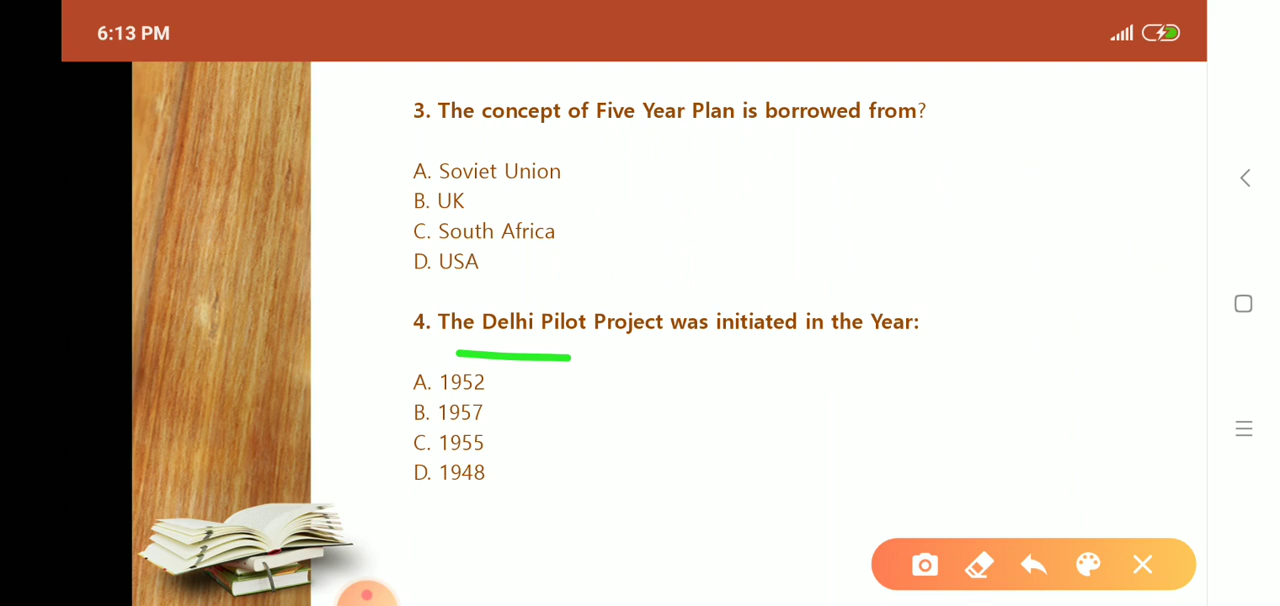 6:13 PM
3. The concept of Five Year Plan is borrowed from?
A. Soviet Union
B. UK
C. South Africa
D. USA
4. The Delhi Pilot Project was initiated in the Year:
A. 1952
B. 1957
C. 1955
D. 1948